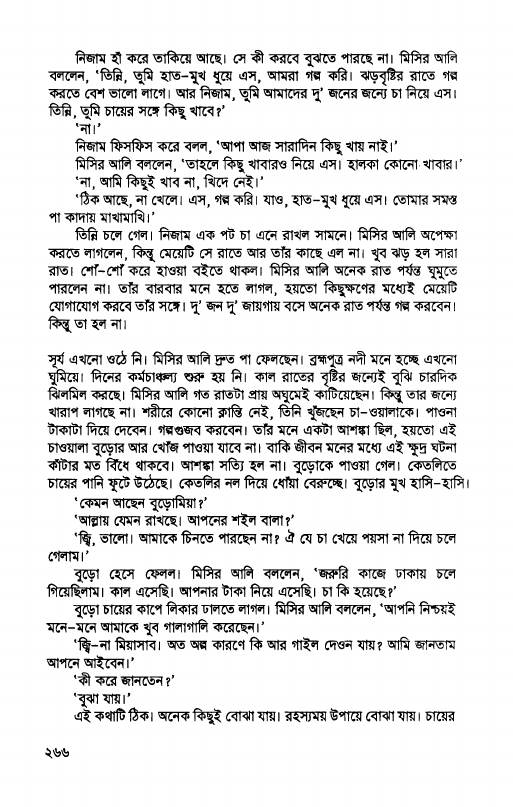 নিজাম হাঁ করে তাকিয়ে আছে। সে কী করবে বুঝতে পারছে না। মিসির আলি
বললেন, ‘তিন্নি, তুমি হাত-মুখ ধুয়ে এস, আমরা গল্প করি। ঝড়বৃষ্টির রাতে গল্প
করতে বেশ ভালো লাগে। আর নিজাম, তুমি আমাদের দু’ জনের জন্যে চা নিয়ে এস।
তিন্নি, তুমি চায়ের সঙ্গে কিছু খাবে?’
‘না।’
নিজাম ফিসফিস করে বলল, ‘আপা আজ সারাদিন কিছু খায় নাই।’
মিসির আলি বললেন, ‘তাহলে কিছু খাবারও নিয়ে এস। হালকা কোনো খাবার।’
‘না, আমি কিছুই খাব না, খিদে নেই।’
‘ঠিক আছে, না খেলে। এস, গল্প করি। যাও, হাত-মুখ ধুয়ে এস। তোমার সমস্ত
পা কাদায় মাখামাখি।’
তিন্নি চলে গেল। নিজাম এক পট চা এনে রাখল সামনে। মিসির আলি অপেক্ষা
করতে লাগলেন, কিন্তু মেয়েটি সে রাতে আর তাঁর কাছে এল না। খুব ঝড় হল সারা
রাত। শোঁ-শোঁ করে হাওয়া বইতে থাকল। মিসির আলি অনেক রাত পর্যন্ত ঘুমুতে
পারলেন না। তাঁর বারবার মনে হতে লাগল, হয়তো কিছুক্ষণের মধ্যেই মেয়েটি
যোগাযোগ করবে তাঁর সঙ্গে। দু’ জন দু’ জায়গায় বসে অনেক রাত পর্যন্ত গল্প করবেন।
কিন্তু তা হল না।
সূর্য এখনো ওঠে নি। মিসির আলি দ্রুত পা ফেলছেন। ব্রহ্মপুত্র নদী মনে হচ্ছে এখনো
ঘুমিয়ে। দিনের কর্মচাঞ্চল্য শুরু হয় নি। কাল রাতের বৃষ্টির জন্যেই বুঝি চারদিক
ঝিলমিল করছে। মিসির আলি গত রাতটা প্রায় অঘুমেই কাটিয়েছেন। কিন্তু তার জন্যে
খারাপ লাগছে না। শরীরে কোনো ক্লান্তি নেই, তিনি খুঁজছেন চা-ওয়ালাকে। পাওনা
টাকাটা দিয়ে দেবেন। গল্পগুজব করবেন। তাঁর মনে একটা আশঙ্কা ছিল, হয়তো এই
চাওয়ালা বুড়োর আর খোঁজ পাওয়া যাবে না। বাকি জীবন মনের মধ্যে এই ক্ষুদ্র ঘটনা
কাঁটার মত বিঁধে থাকবে। আশঙ্কা সত্যি হল না। বুড়োকে পাওয়া গেল। কেতলিতে
চায়ের পানি ফুটে উঠেছে। কেতলির নল দিয়ে ধোঁয়া বেরুচ্ছে। বুড়োর মুখ হাসি-হাসি।
‘কেমন আছেন বুড়োমিয়া?’
‘আল্লায় যেমন রাখছে। আপনের শইল বালা?’
‘জ্বি, ভালো। আমাকে চিনতে পারছেন না? ঐ যে চা খেয়ে পয়সা না দিয়ে চলে
গেলাম।’
বুড়ো হেসে ফেলল। মিসির আলি বললেন, ‘জরুরি কাজে ঢাকায় চলে
গিয়েছিলাম। কাল এসেছি। আপনার টাকা নিয়ে এসেছি। চা কি হয়েছে?’
বুড়ো চায়ের কাপে লিকার ঢালতে লাগল। মিসির আলি বললেন, ‘আপনি নিশ্চয়ই
মনে-মনে আমাকে খুব গালাগালি করেছেন।’
‘জ্বি-না মিয়াসাব। অত অল্প কারণে কি আর গাইল দেওন যায়? আমি জানতাম
আপনে আইবেন।’
‘কী করে জানতেন?’
‘বুঝা যায়।’
এই কথাটি ঠিক। অনেক কিছুই বোঝা যায়। রহস্যময় উপায়ে বোঝা যায়। চায়ের
২৬৬